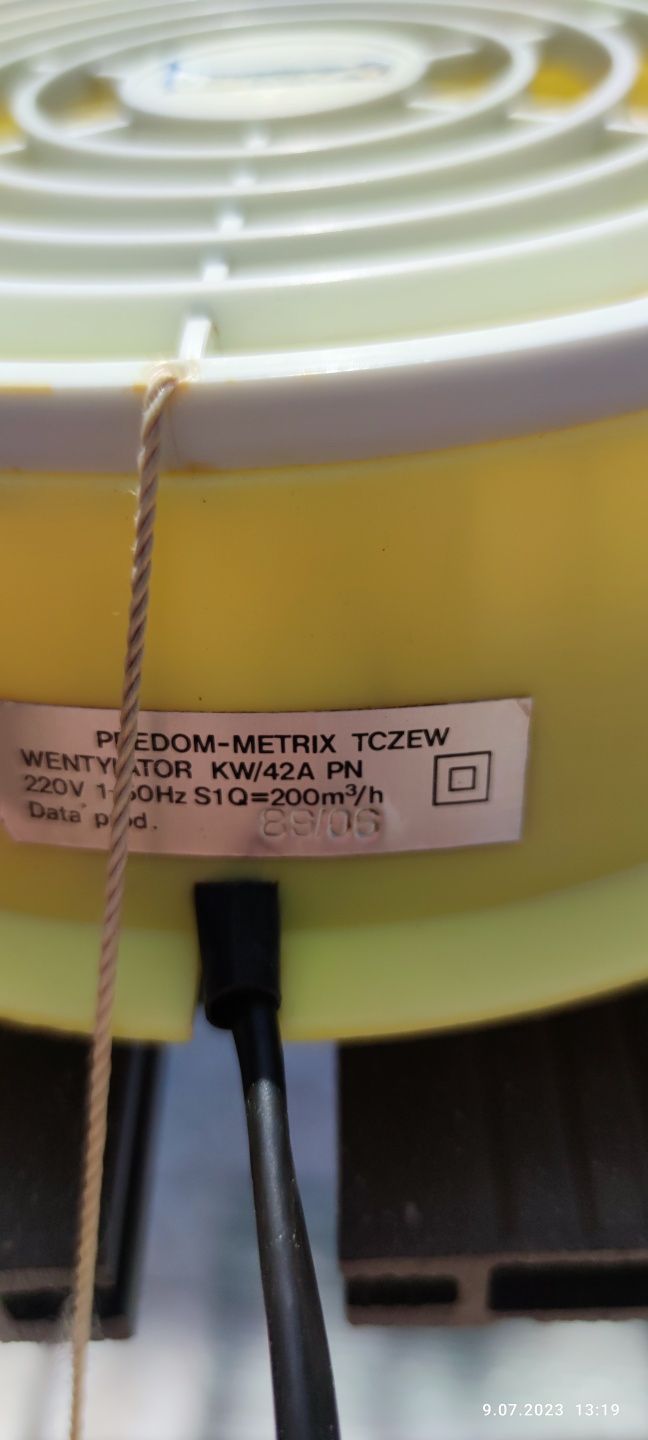 PREDOM-METRIX TCZEW
WENTYLATOR KW/42A PN
220V 1~50Hz S1 Q=200m³/h
Data prod. 89/06
9.07.2023 13:19